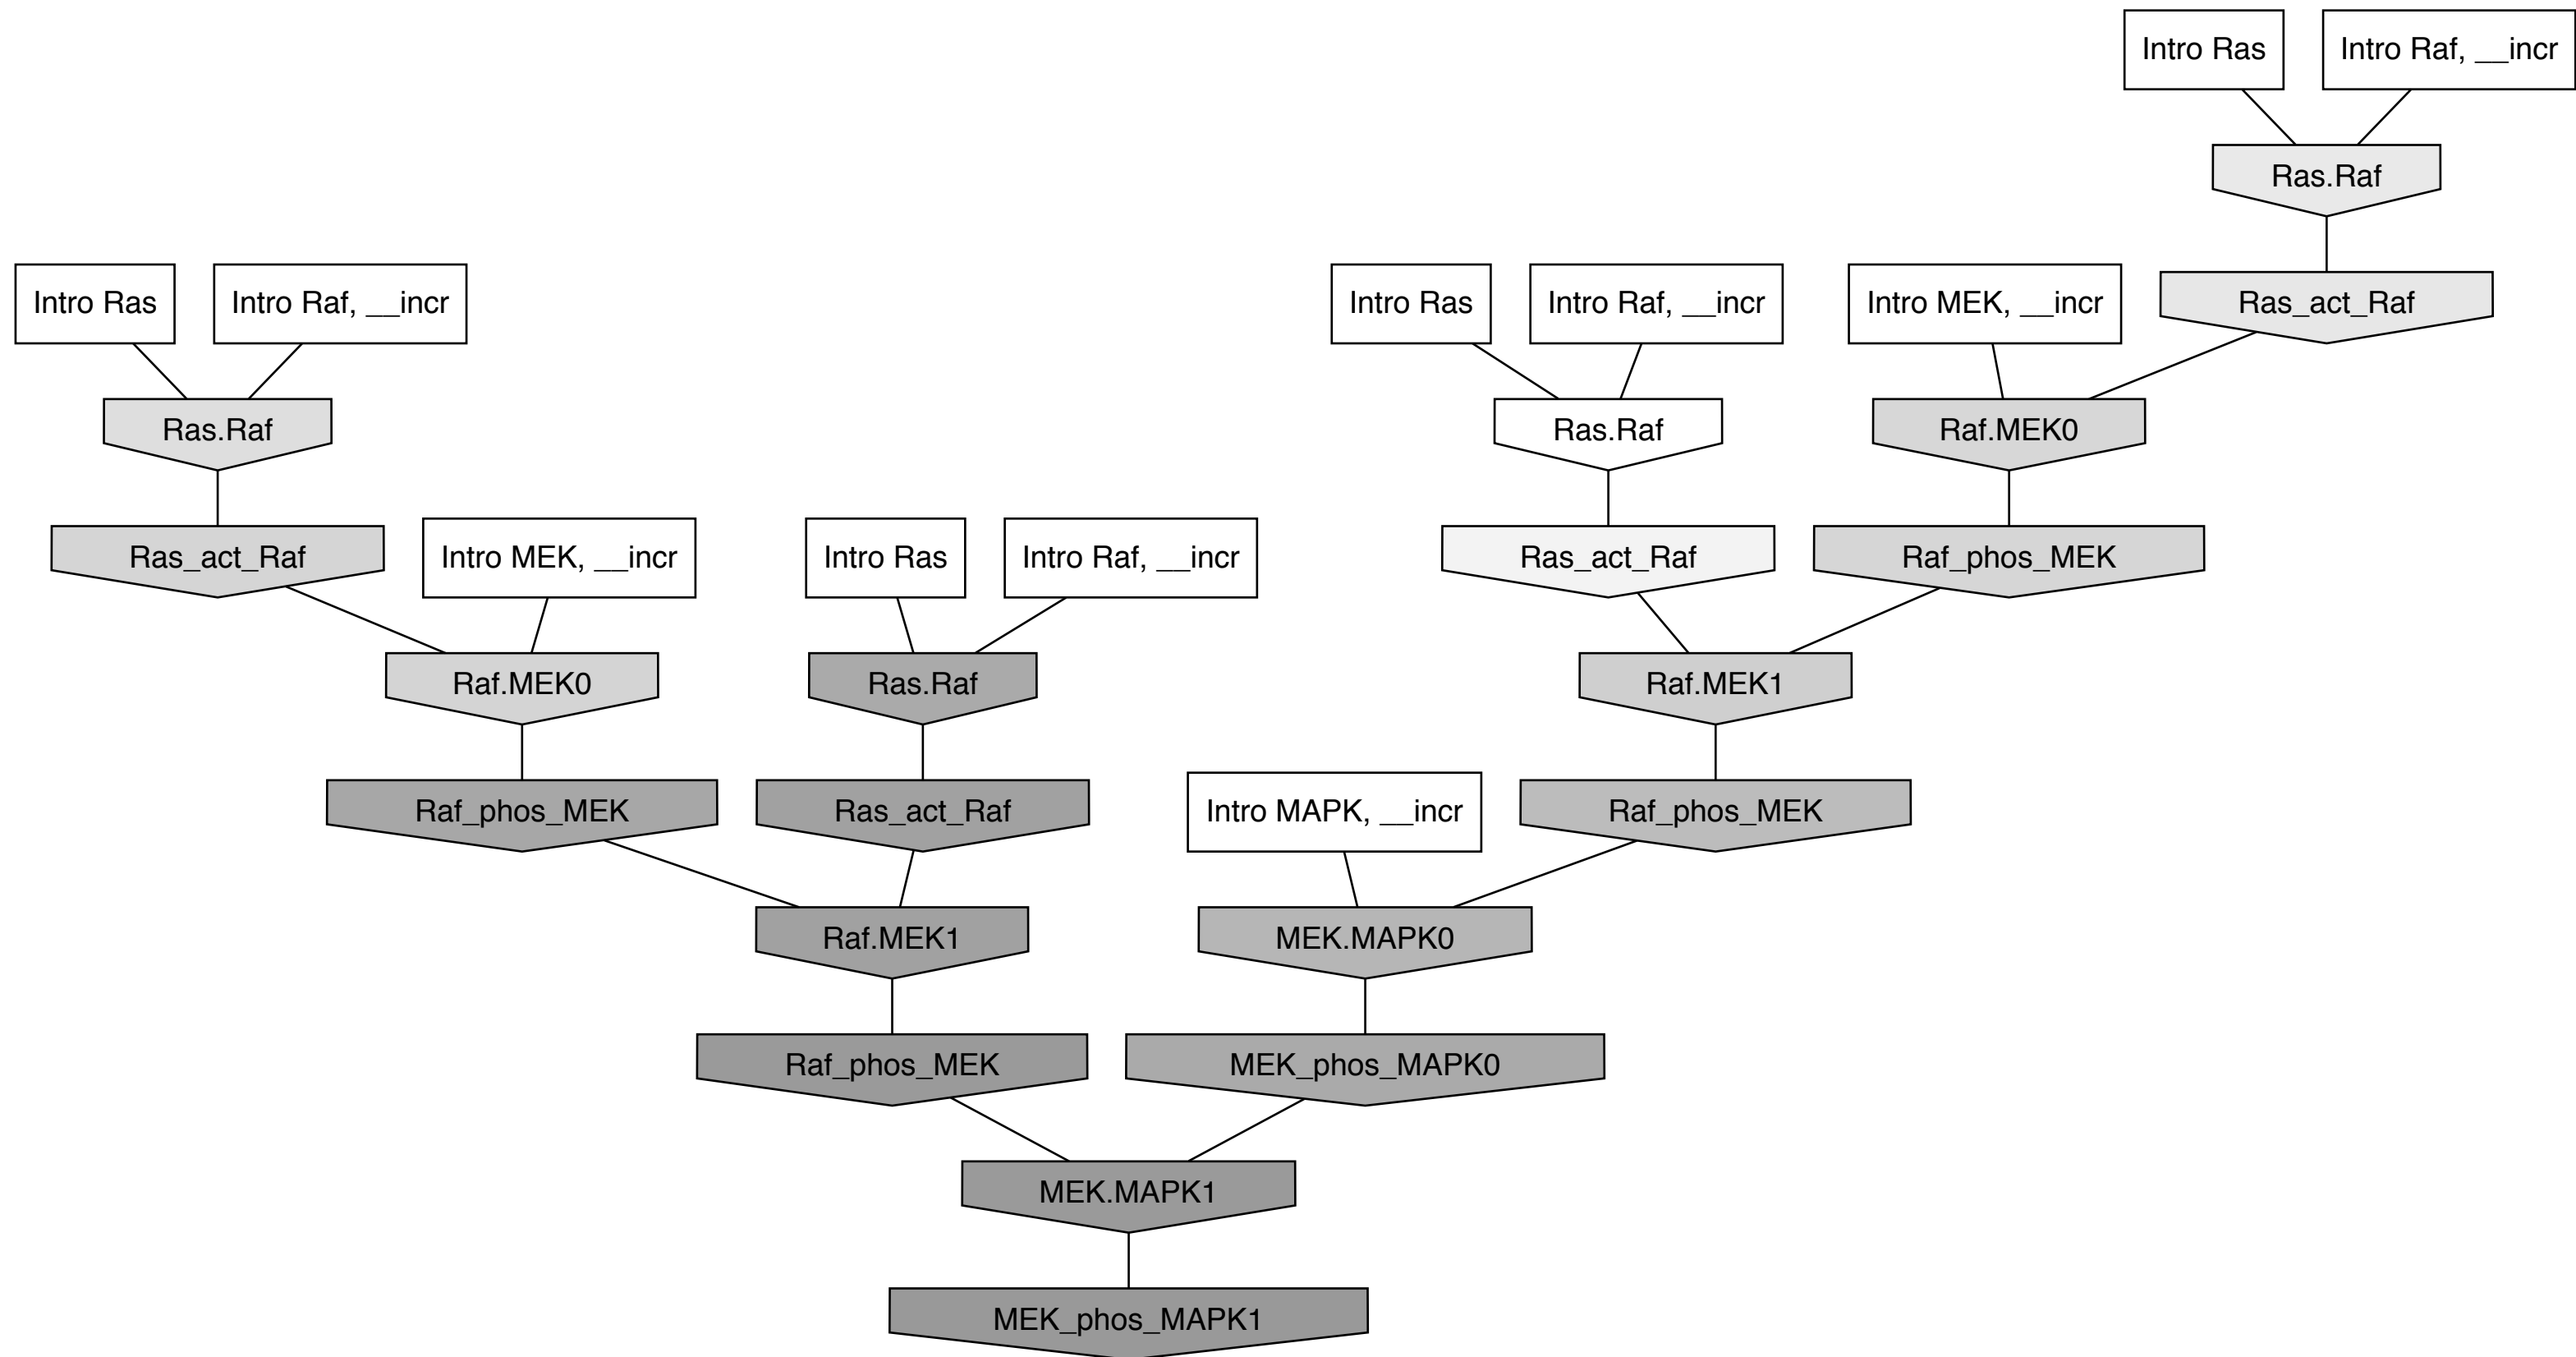 Intro Ras
Intro Raf, __incr
Ras.Raf
Intro Ras
Intro Raf, __incr
Intro Ras
Intro Raf, __incr
Intro MEK, __incr
Ras_act_Raf
Ras.Raf
Ras.Raf
Raf.MEK0
Ras_act_Raf
Intro MEK, __incr
Intro Ras
Intro Raf, __incr
Ras_act_Raf
Raf_phos_MEK
Raf.MEK0
Ras.Raf
Raf.MEK1
Raf_phos_MEK
Ras_act_Raf
Intro MAPK, __incr
Raf_phos_MEK
Raf.MEK1
MEK.MAPK0
Raf_phos_MEK
MEK_phos_MAPK0
MEK.MAPK1
MEK_phos_MAPK1